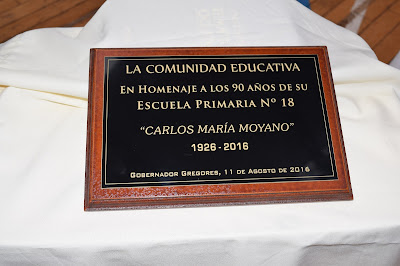 LA COMUNIDAD EDUCATIVA
EN HOMENAJE A LOS 90 AÑOS DE SU
ESCUELA PRIMARIA Nº 18
“CARLOS MARÍA MOYANO”
1926 - 2016
GOBERNADOR GREGORES, 11 DE AGOSTO DE 2016